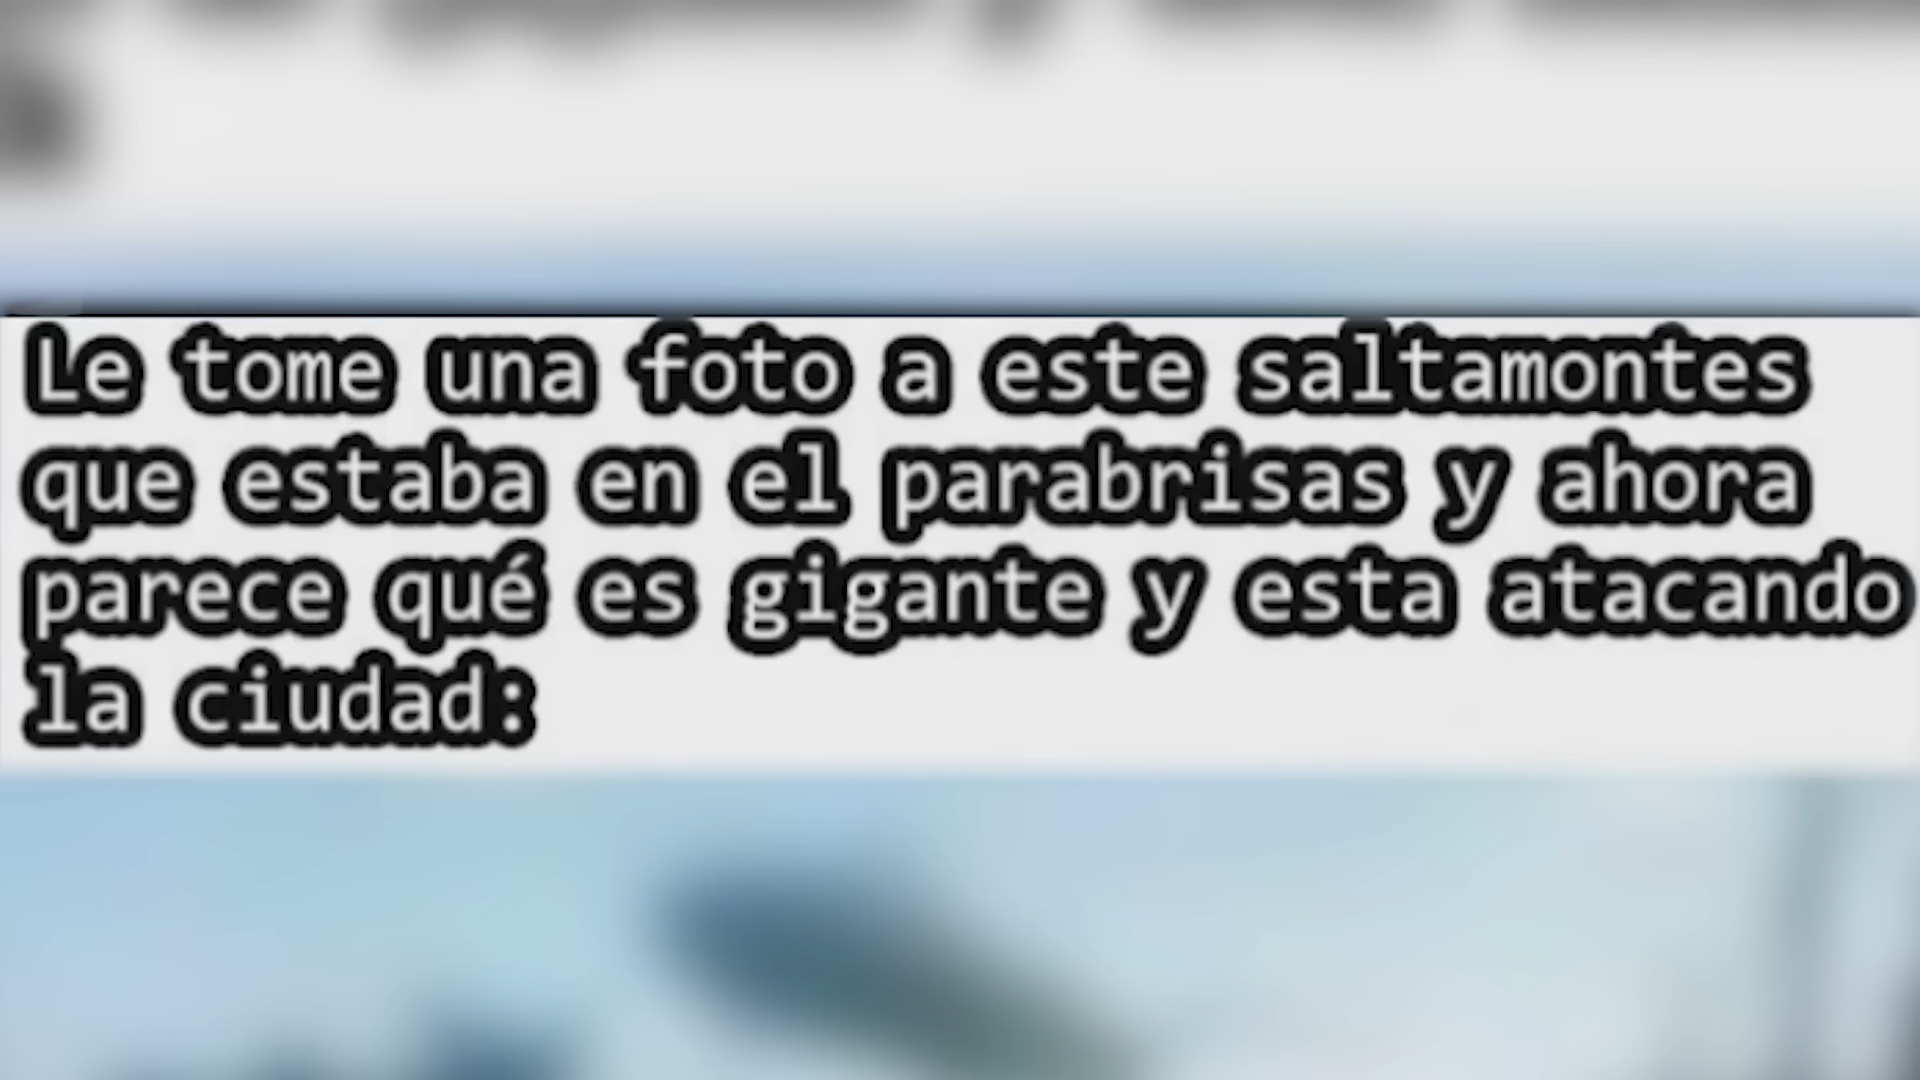 Le tome una foto a este saltamontes
que estaba en el parabrisas y ahora
parece qué es gigante y esta atacando
la ciudad: